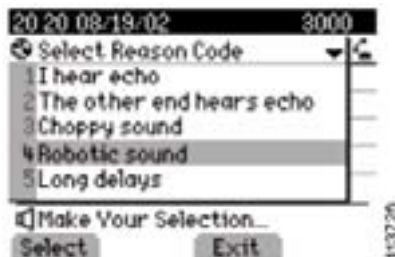 20:20 08/19/02 3000
Select Reason Code
1 I hear echo
2 The other end hears echo
3 Choppy sound
4 Robotic sound
5 Long delays
Make Your Selection...
Select Exit